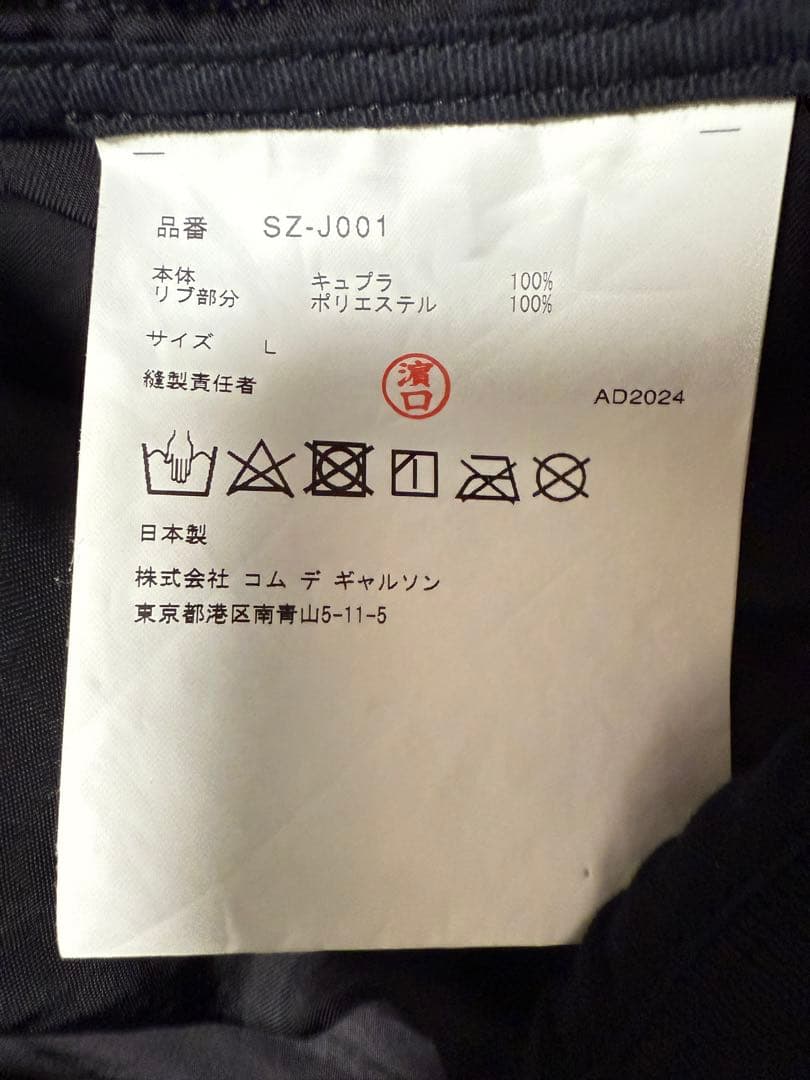 品番 SZ-J001
本体 キュプラ 100%
リブ部分 ポリエステル 100%
サイズ L
縫製責任者 濱口 AD2024
日本製
株式会社 コム デ ギャルソン
東京都港区南青山5-11-5